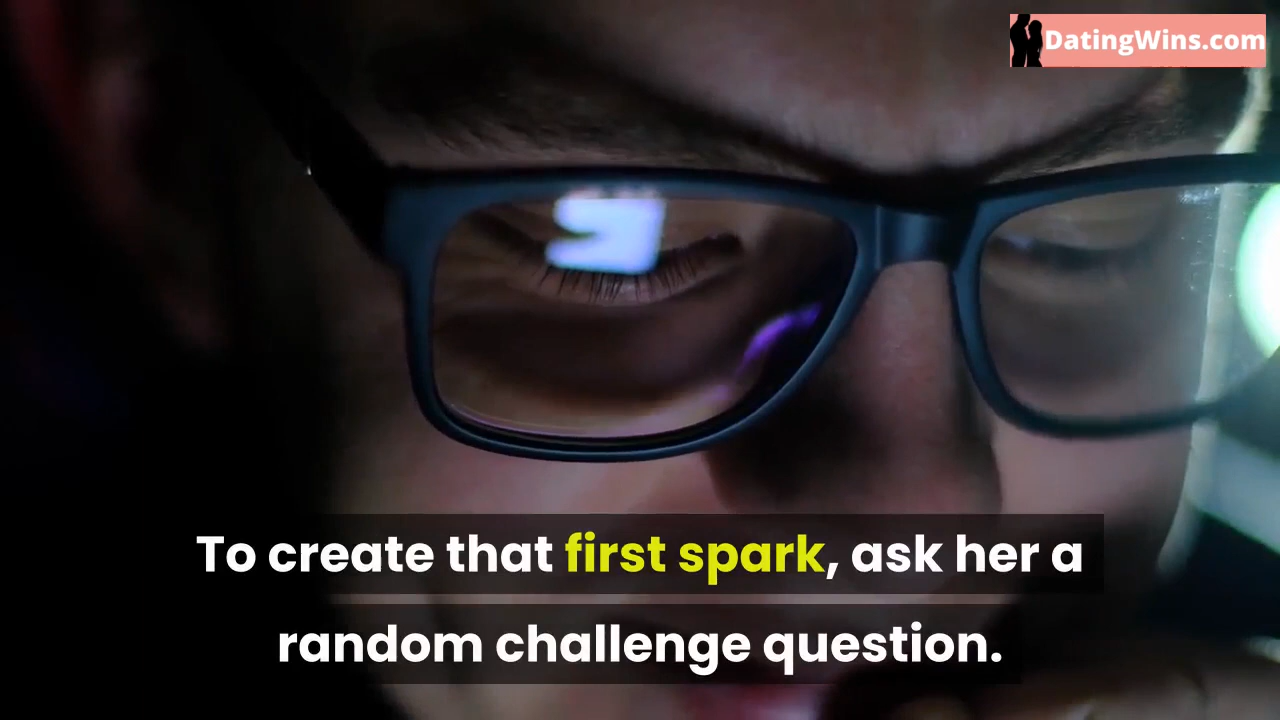 DatingWins.com
To create that first spark, ask her a
random challenge question.